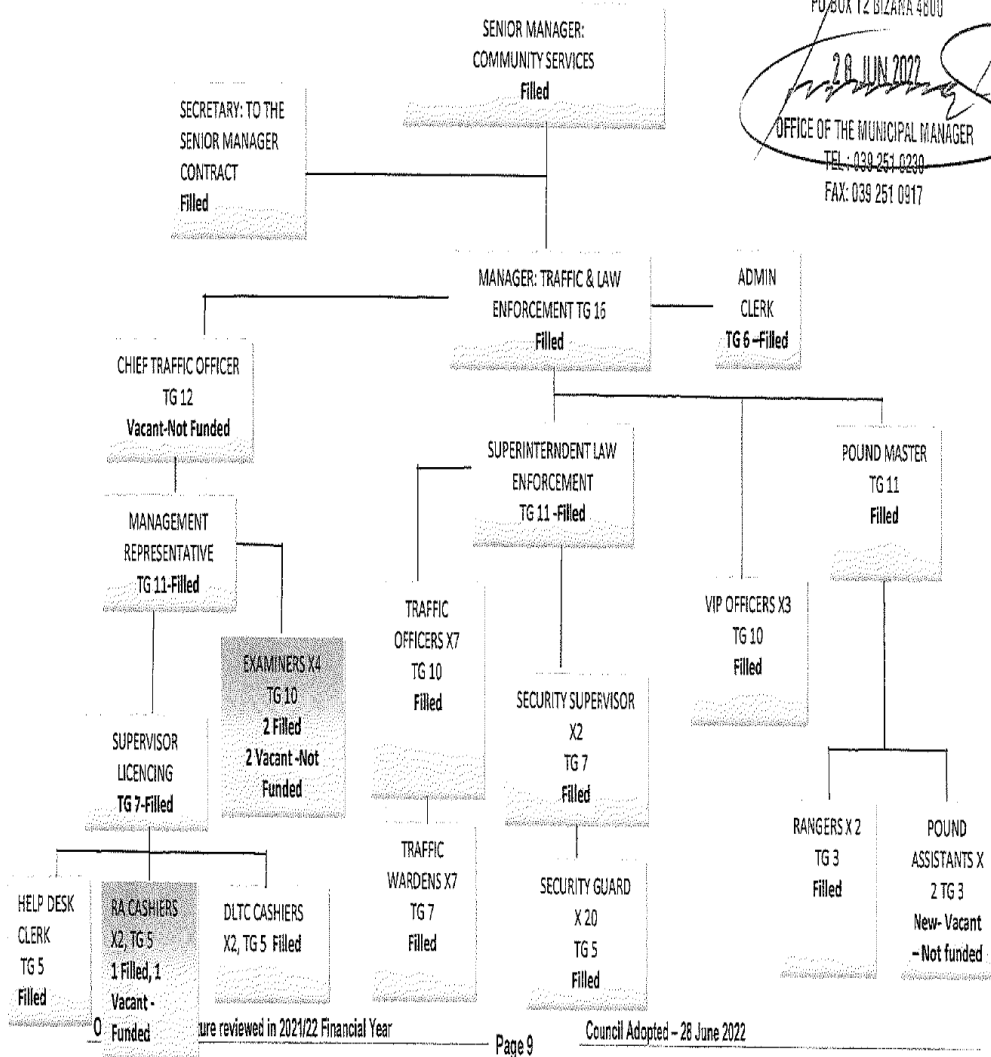 PO BOX 12 BIZANA 4800
28 JUN 2022
OFFICE OF THE MUNICIPAL MANAGER
TEL: 039 251 0230
FAX: 039 251 0917
SENIOR MANAGER:
COMMUNITY SERVICES
Filled
SECRETARY: TO THE
SENIOR MANAGER
CONTRACT
Filled
MANAGER: TRAFFIC & LAW
ENFORCEMENT TG 16
Filled
ADMIN
CLERK
TG 6 –Filled
CHIEF TRAFFIC OFFICER
TG 12
Vacant-Not Funded
SUPERINTERNDENT LAW
ENFORCEMENT
TG 11 -Filled
POUND MASTER
TG 11
Filled
MANAGEMENT
REPRESENTATIVE
TG 11-Filled
EXAMINERS X4
TG 10
2 Filled
2 Vacant -Not
Funded
TRAFFIC
OFFICERS X7
TG 10
Filled
VIP OFFICERS X3
TG 10
Filled
SECURITY SUPERVISOR
X2
TG 7
Filled
SUPERVISOR
LICENCING
TG 7-Filled
RANGERS X 2
TG 3
Filled
POUND
ASSISTANTS X
2 TG 3
New- Vacant
– Not funded
TRAFFIC
WARDENS X7
TG 7
Filled
SECURITY GUARD
X 20
TG 5
Filled
HELP DESK
CLERK
TG 5
Filled
RA CASHIERS
X2, TG 5
1 Filled, 1
Vacant -
Funded
DLTC CASHIERS
X2, TG 5 Filled
O ure reviewed in 2021/22 Financial Year
Page 9
Council Adopted – 28 June 2022